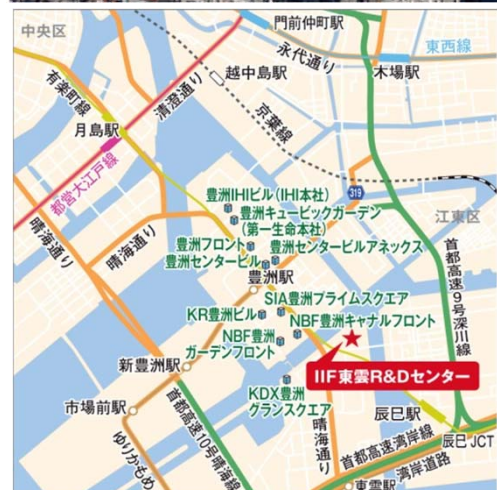 中央区
門前仲町駅
永代通り
東西線
有楽町線
越中島駅
木場駅
清澄通り
京葉線
月島駅
都営大江戸線
319
豊洲IHIビル(IHI本社)
江東区
豊洲キュービックガーデン
(第一生命本社)
晴海通り
晴海通り
豊洲フロント
豊洲センタービルアネックス
豊洲センタービル
首都高速9号深川線
豊洲駅
SIA豊洲プライムスクエア
KR豊洲ビル
NBF豊洲キャナルフロント
NBF豊洲
ガーデンフロント
新豊洲駅
IIF東雲R&Dセンター
KDX豊洲
グランスクエア
市場前駅
辰巳駅
首都高速10号晴海線
晴海通り
首都高速湾岸線
辰巳JCT
ゆりかもめ
湾岸道路
東雲駅